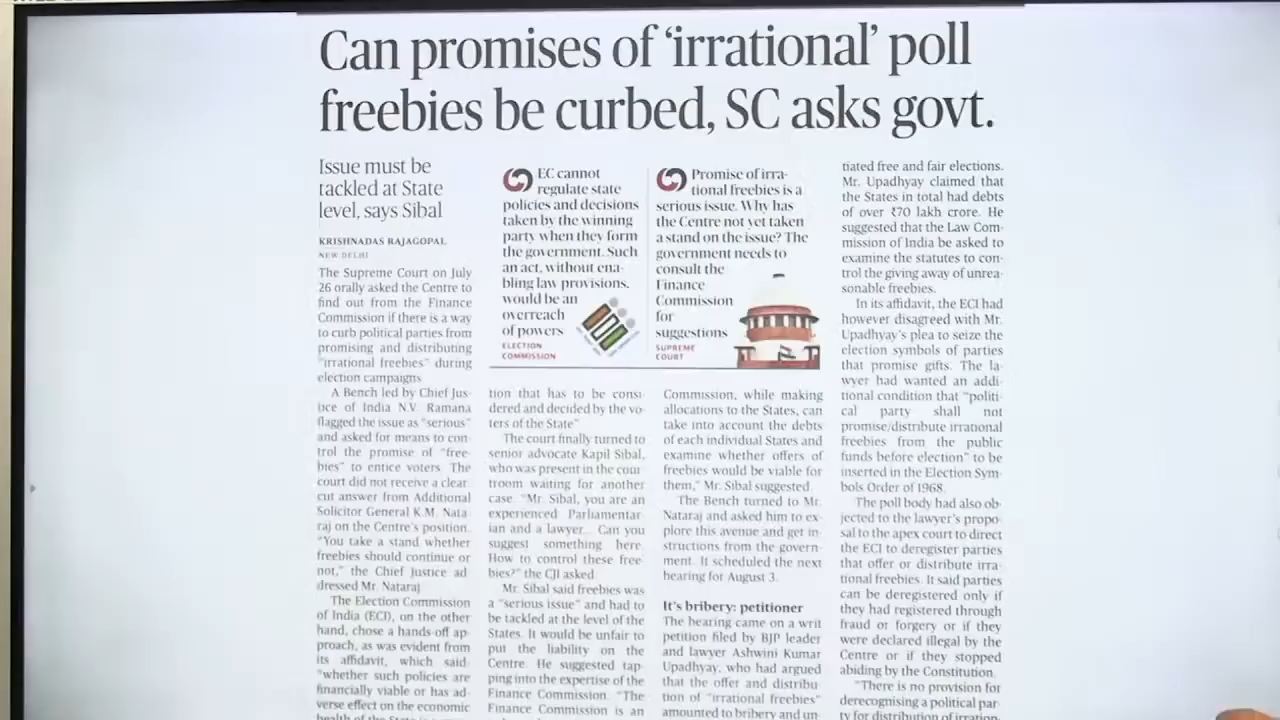 Can promises of ‘irrational’ poll
freebies be curbed, SC asks govt.
Issue must be
tackled at State
level, says Sibal
KRISHNADAS RAJAGOPAL
NEW DELHI
The Supreme Court on July
26 orally asked the Centre to
find out from the Finance
Commission if there is a way
to curb political parties from
promising and distributing
"irrational freebies" during
election campaigns
A Bench led by Chief Jus-
tice of India N.V. Ramana
flagged the issue as "serious"
and asked for means to con-
trol the promise of "free-
bies" to entice voters. The
court did not receive a clear
cut answer from Additional
Solicitor General K.M. Nata
raj on the Centre's position.
"You take a stand whether
freebies should continue or
not," the Chief Justice ad
dressed Mr. Nataraj
The Election Commission
of India (ECI), on the other
hand, chose a hands-off ap-
proach, as was evident from
its affidavit, which said
"whether such policies are
financially viable or has ad-
verse effect on the economic
health of the State is
EC cannot
regulate state
policies and decisions
taken by the winning
party when they form
the government. Such
an act, without ena-
bling law provisions,
would be an
overreach
of powers
ELECTION
COMMISSION
Promise of irra-
tional freebies is a
serious issue. Why has
the Centre not yet taken
a stand on the issue? The
government needs to
consult the
Finance
Commission
for
suggestions
SUPREME
COURT
tion that has to be consi
dered and decided by the vo-
ters of the State"
The court finally turned to
senior advocate Kapil Sibal,
who was present in the cour
troom waiting for another
case. "Mr. Sibal, you are an
experienced Parliamentar-
ian and a lawyer... Can you
suggest something here.
How to control these free-
bies?" the CJI asked
Mr. Sibal said freebies was
a "serious issue" and had to
be tackled at the level of the
States. It would be unfair to
put the liability on the
Centre. He suggested tap-
ping into the expertise of the
Finance Commission. "The
Finance Commission is an
Commission, while making
allocations to the States, can
take into account the debts
of each individual States and
examine whether offers of
freebies would be viable for
them," Mr. Sibal suggested.
The Bench turned to Mr.
Nataraj and asked him to ex-
plore this avenue and get in-
structions from the govern-
ment. It scheduled the next
hearing for August 3.
It's bribery: petitioner
The hearing came on a writ
petition filed by BJP leader
and lawyer Ashwini Kumar
Upadhyay, who had argued
that the offer and distribu
tion of "irrational freebies"
amounted to bribery and un-
tiated free and fair elections.
Mr. Upadhyay claimed that
the States in total had debts
of over ₹70 lakh crore. He
suggested that the Law Com-
mission of India be asked to
examine the statutes to con-
trol the giving away of unrea-
sonable freebies.
In its affidavit, the ECI had
however disagreed with Mr.
Upadhyay's plea to seize the
election symbols of parties
that promise gifts. The la-
wyer had wanted an addi-
tional condition that "politi-
cal party shall not
promise/distribute irrational
freebies from the public
funds before election" to be
inserted in the Election Sym-
bols Order of 1968.
The poll body had also ob-
jected to the lawyer's propo-
sal to the apex court to direct
the ECI to deregister parties
that offer or distribute irra-
tional freebies. It said parties
can be deregistered only if
they had registered through
fraud or forgery or if they
were declared illegal by the
Centre or if they stopped
abiding by the Constitution.
"There is no provision for
derecognising a political par-
ty for distribution of irration-